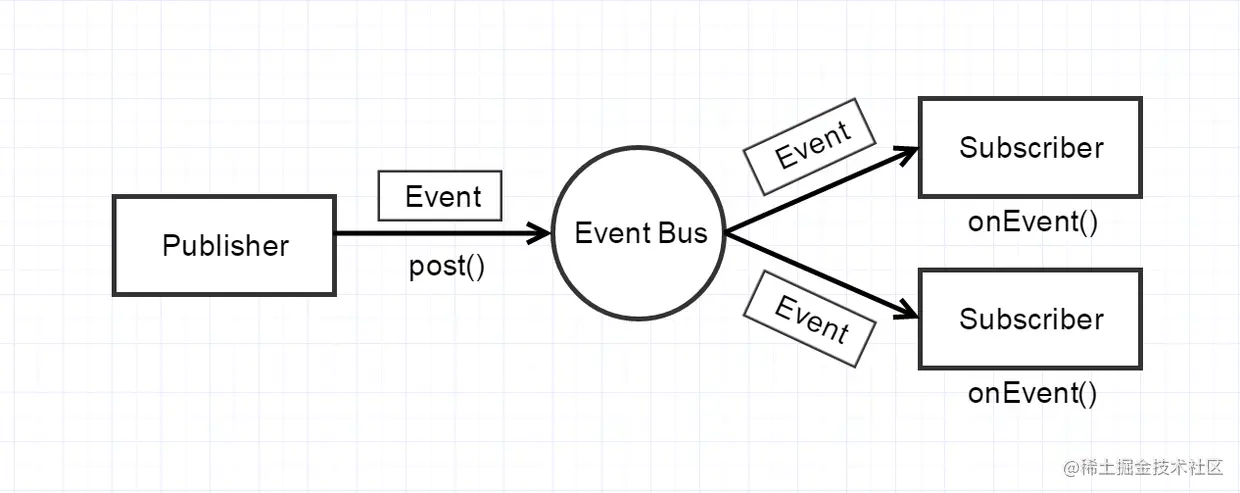 Publisher
Event
post()
Event Bus
Event
Event
Subscriber
onEvent()
Subscriber
onEvent()
@稀土掘金技术社区